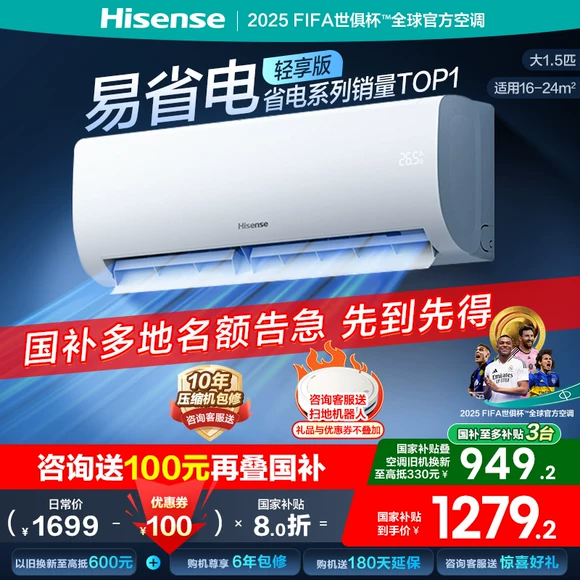 Hisense | 2025 FIFA世俱杯™全球官方空调
易省电
轻享版
省电系列销量TOP1
大1.5匹
适用16-24m²
26.5
Hisense
国补多地名额告急 先到先得
10年
压缩机包修
咨询客服送
咨询客服送
扫地机器人
礼品与优惠券不叠加
2025 FIFA世俱杯™全球官方空调
咨询送100元再叠国补
国补至多补贴3台
国家补贴叠
空调旧机换新
至高抵330元
¥949.2
日常价
¥1699
-
优惠券
¥100
×
国家补贴
8.0折
=
国家补贴
到手价
¥1279.2
以旧换新至高抵600元
+
购机尊享 6年包修
购机送 180天延保
咨询客服送 惊喜好礼